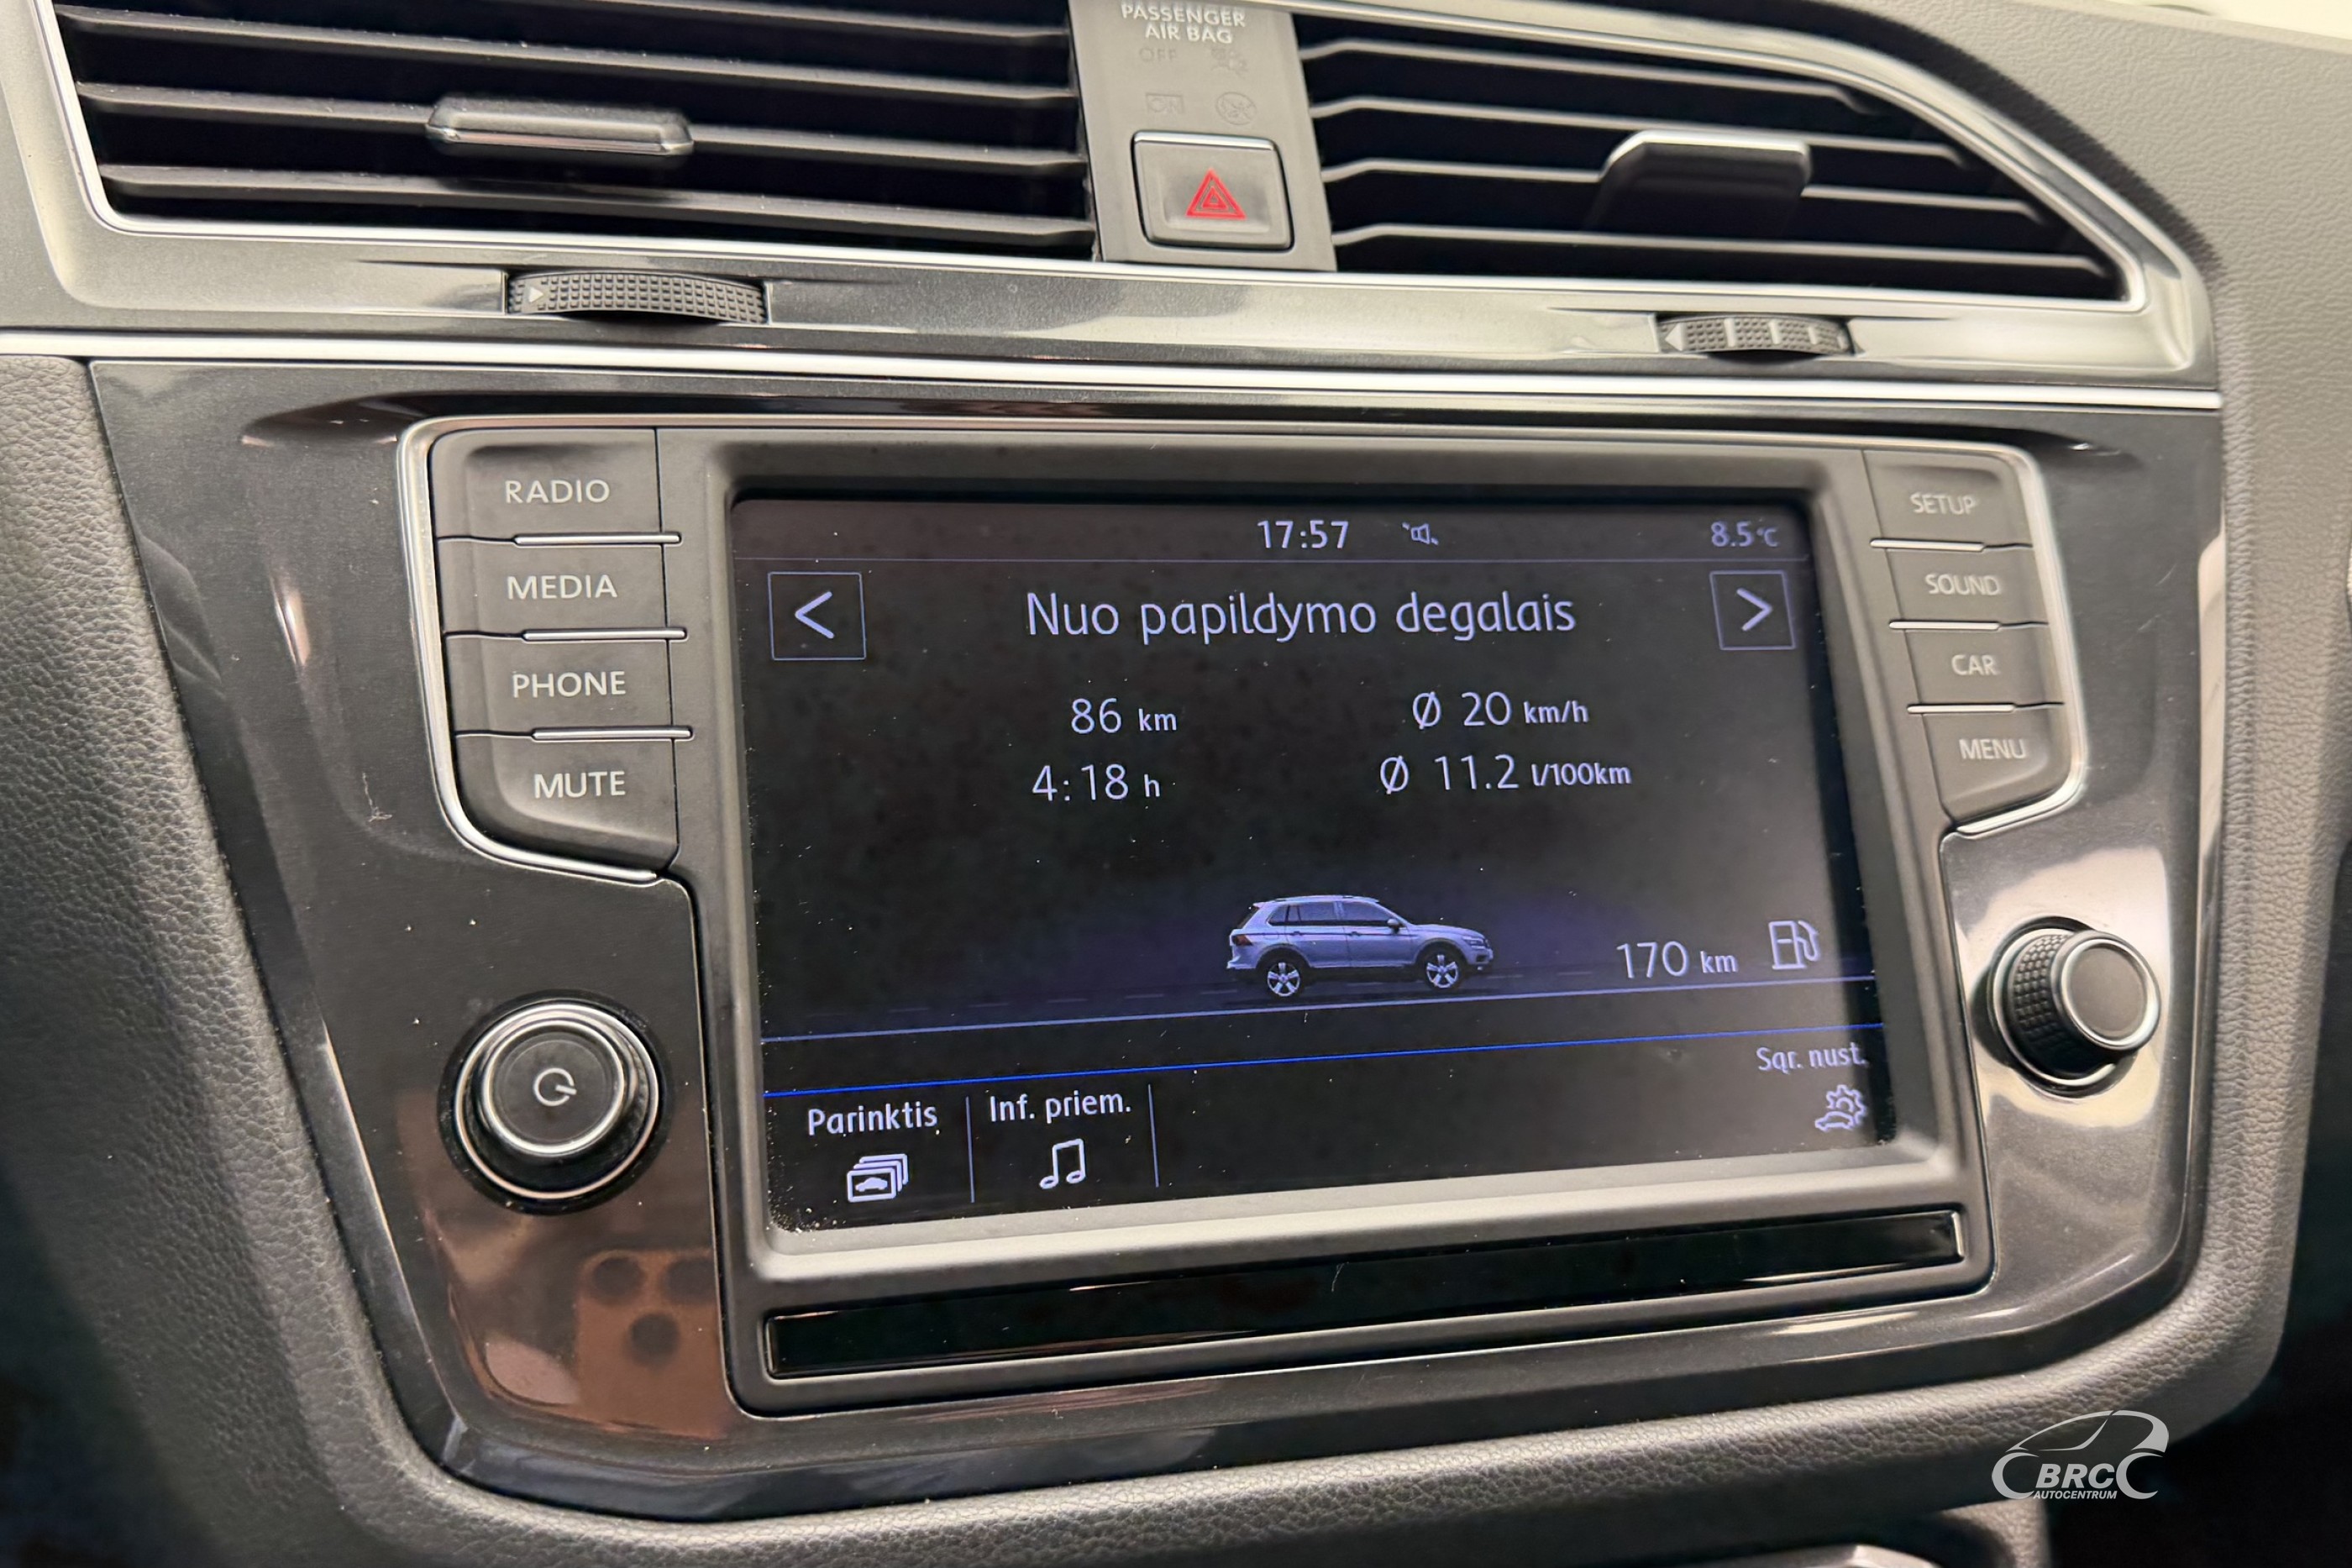 PASSENGER
AIR BAG
OFF
ON
RADIO
MEDIA
PHONE
MUTE
17:57
8.5°C
Nuo papildymo degalais
86 km
Ø 20 km/h
4:18 h
Ø 11.2 l/100km
170 km
Parinktis
Inf. priem.
Sąr. nust.
SETUP
SOUND
CAR
MENU
BRC
AUTOCENTRUM